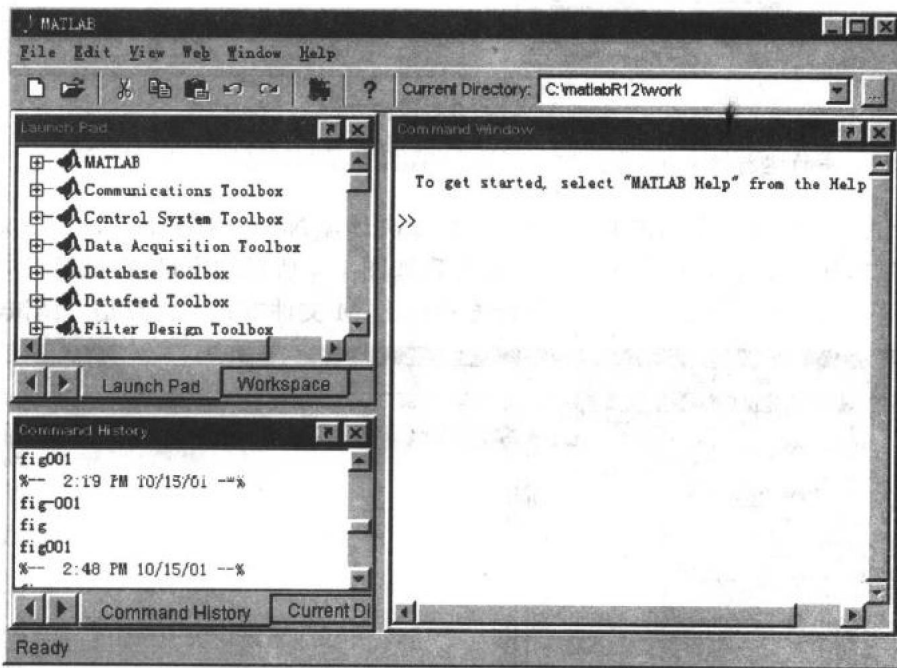 MATLAB
File Edit View Web Window Help
? Current Directory: C:\matlabR12\work ...
Launch Pad
MATLAB
Communications Toolbox
Control System Toolbox
Data Acquisition Toolbox
Database Toolbox
Datafeed Toolbox
Filter Design Toolbox
Launch Pad Workspace
Command History
fig001
%-- 2:19 PM 10/15/01 --%
fig-001
fig
fig001
%-- 2:48 PM 10/15/01 --%
Command History Current Di
Command Window
To get started, select "MATLAB Help" from the Help
>>
Ready